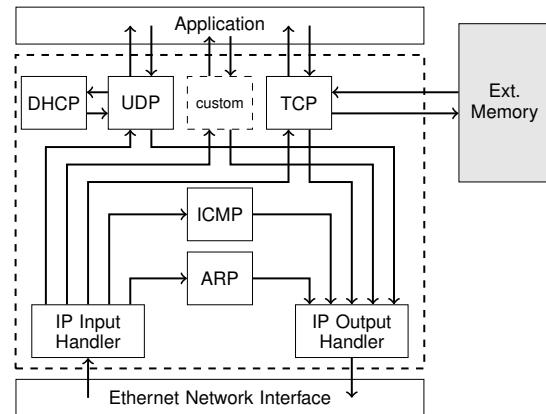 Application
DHCP
UDP
custom
TCP
Ext.
Memory
ICMP
ARP
IP Input
Handler
IP Output
Handler
Ethernet Network Interface